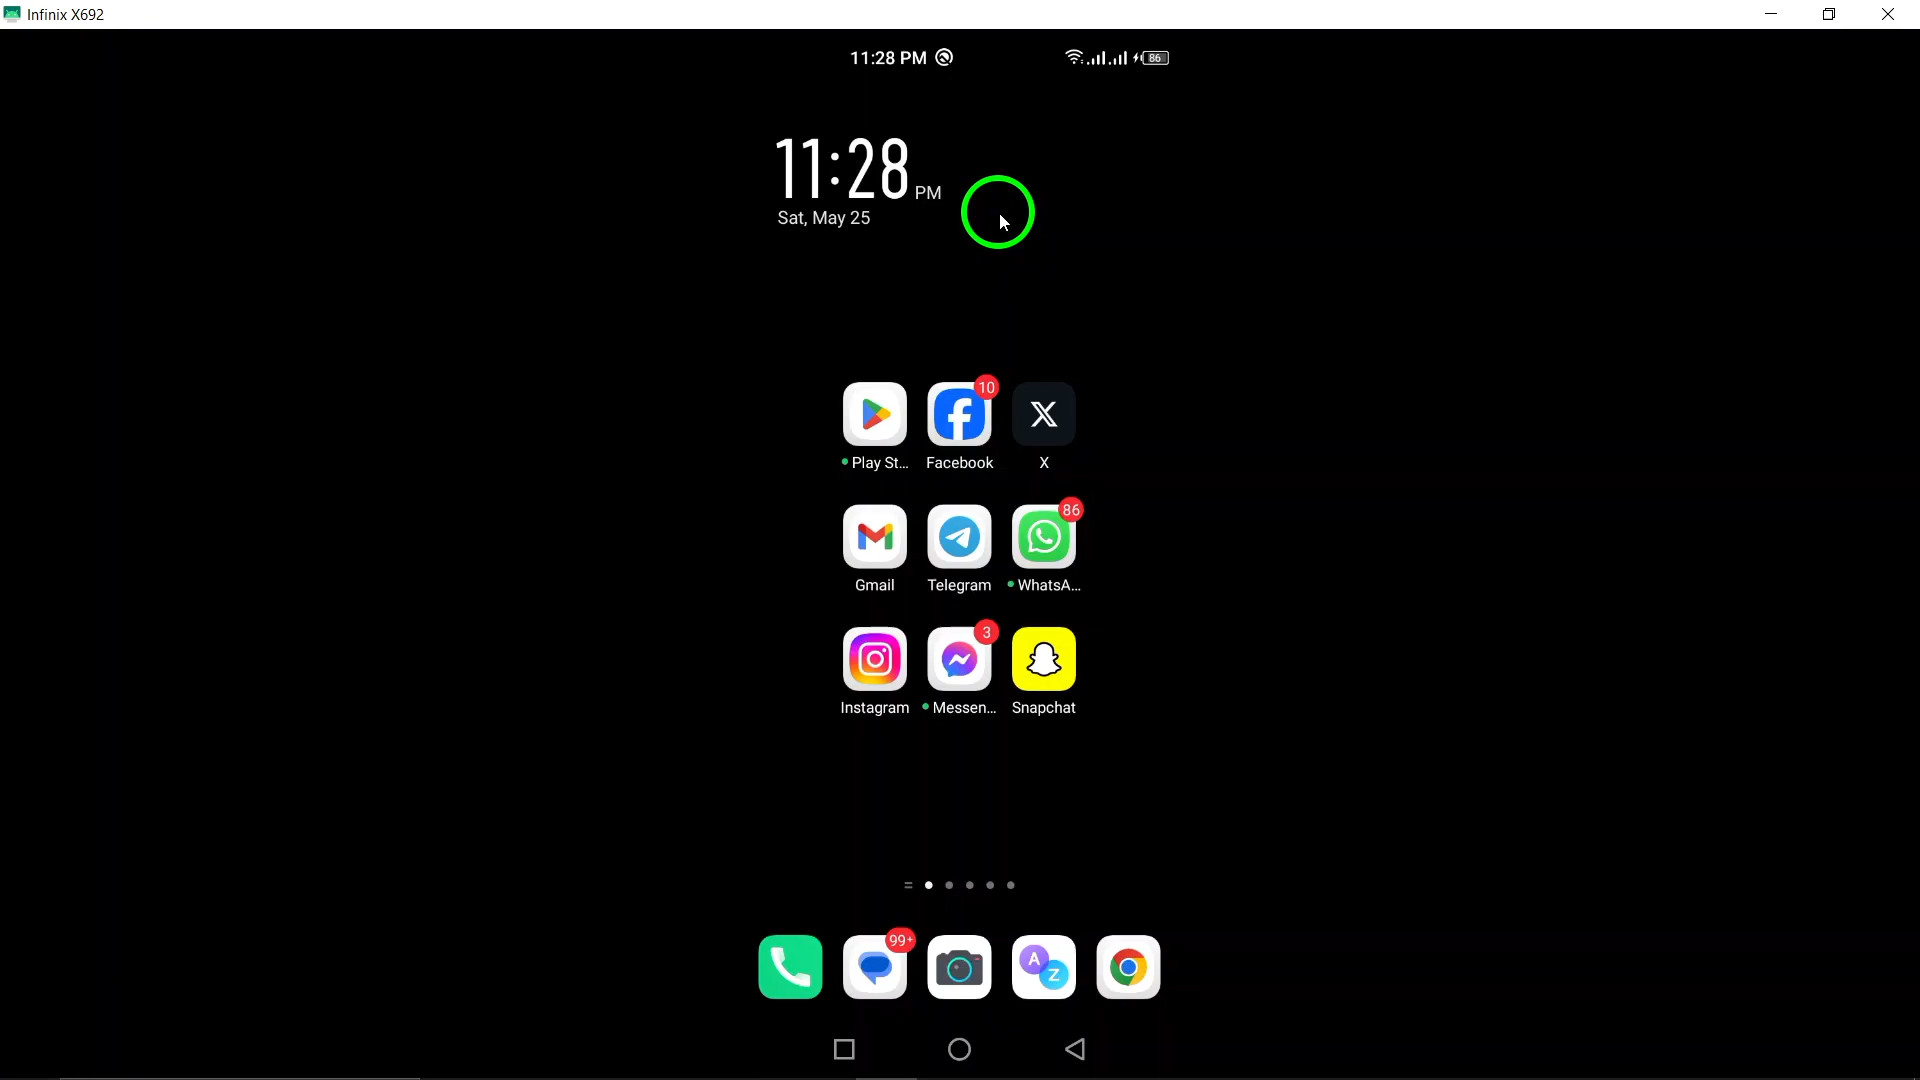 Infinix X692
11:28 PM
86
11:28 PM
Sat, May 25
10
Play St...
Facebook
X
86
Gmail
Telegram
WhatsA...
3
Instagram
Messen...
Snapchat
99+
A
Z